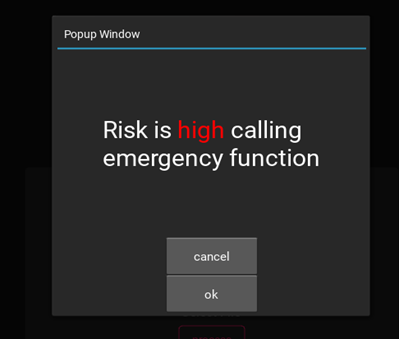 Popup Window
Risk is high calling
emergency function
cancel
ok